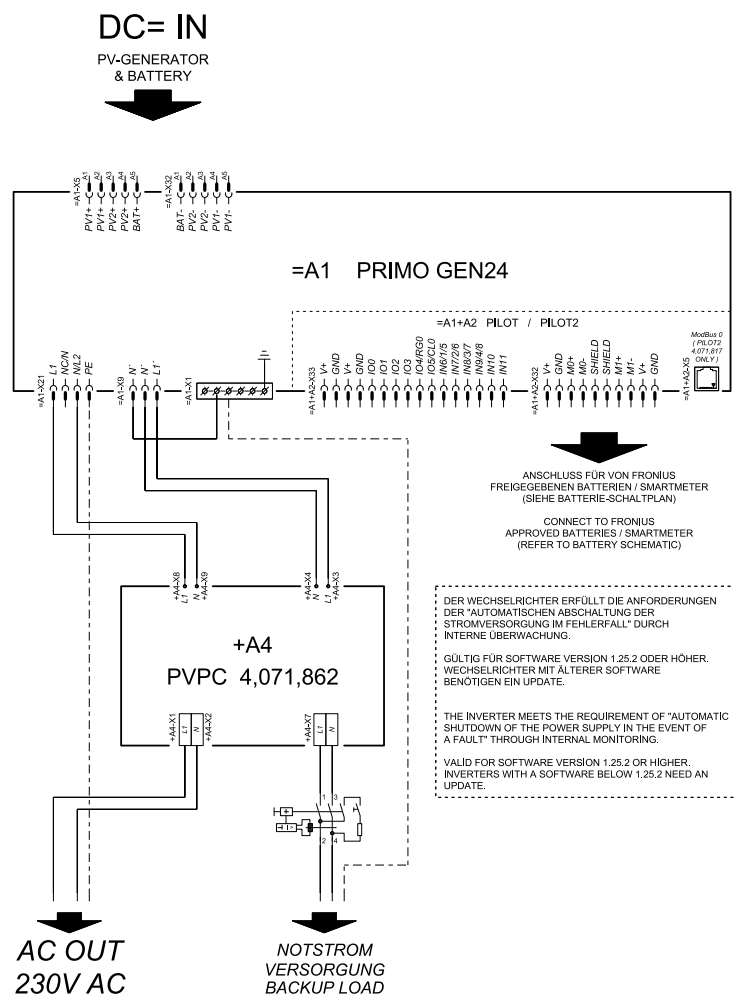 DC= IN
PV-GENERATOR
& BATTERY
=A1-X5
A1
A2
A3
A4
A5
PV1+
PV1+
PV2+
PV2+
BAT+
=A1-X32
A1
A2
A3
A4
A5
BAT-
PV2-
PV2-
PV1-
PV1-
=A1 PRIMO GEN24
=A1+A2 PILOT / PILOT2
ModBus 0
( PILOT2
4,071,817
ONLY )
=A1-X21
L1
NC/N
N/L2
PE
=A1-X9
N´
N´
L1´
=A1-X1
=A1+A2-X33
V+
GND
V+
GND
IO0
IO1
IO2
IO3
IO4/RG0
IO5/CL0
IN6/1/5
IN7/2/6
IN8/3/7
IN9/4/8
IN10
IN11
=A1+A2-X32
V+
GND
M0+
M0-
SHIELD
SHIELD
M1+
M1-
V+
GND
=A1+A2-X5
ANSCHLUSS FÜR VON FRONIUS
FREIGEGEBENEN BATTERIEN / SMARTMETER
(SIEHE BATTERIE-SCHALTPLAN)
CONNECT TO FRONIUS
APPROVED BATTERIES / SMARTMETER
(REFER TO BATTERY SCHEMATIC)
+A4-X8
L1
N
+A4-X9
+A4-X4
N
L1
+A4-X3
+A4
PVPC 4,071,862
+A4-X1
L1
N
+A4-X2
+A4-X7
L1
N
DER WECHSELRICHTER ERFÜLLT DIE ANFORDERUNGEN
DER "AUTOMATISCHEN ABSCHALTUNG DER
STROMVERSORGUNG IM FEHLERFALL" DURCH
INTERNE ÜBERWACHUNG.
GÜLTIG FÜR SOFTWARE VERSION 1.25.2 ODER HÖHER.
WECHSELRICHTER MIT ÄLTERER SOFTWARE
BENÖTIGEN EIN UPDATE.
THE INVERTER MEETS THE REQUIREMENT OF "AUTOMATIC
SHUTDOWN OF THE POWER SUPPLY IN THE EVENT OF
A FAULT" THROUGH INTERNAL MONITORING.
VALID FOR SOFTWARE VERSION 1.25.2 OR HIGHER.
INVERTERS WITH A SOFTWARE BELOW 1.25.2 NEED AN
UPDATE.
1 3
I >
2 4
AC OUT
230V AC
NOTSTROM
VERSORGUNG
BACKUP LOAD